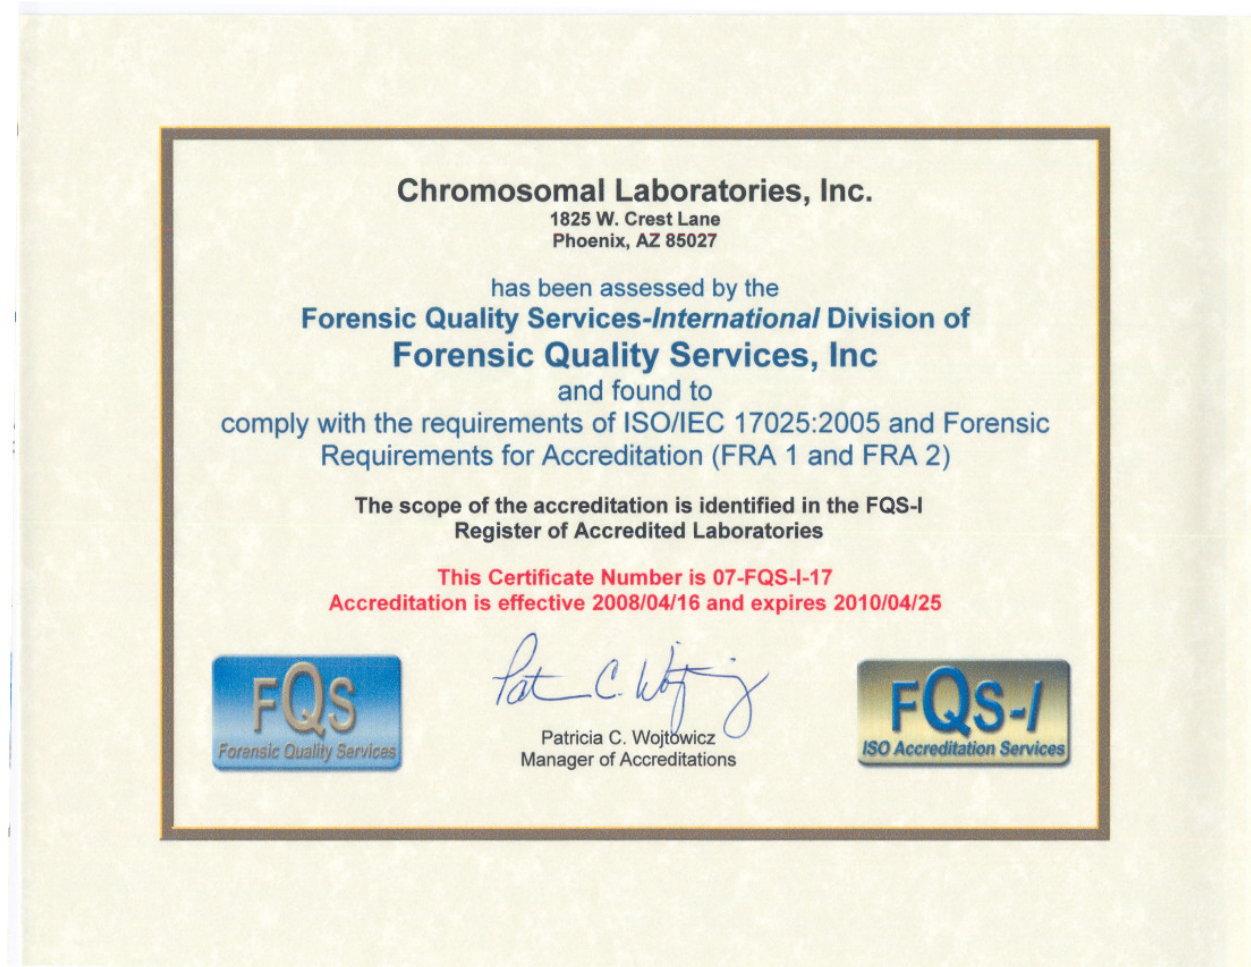 Chromosomal Laboratories, Inc.
1825 W. Crest Lane
Phoenix, AZ 85027
has been assessed by the
Forensic Quality Services-International Division of
Forensic Quality Services, Inc
and found to
comply with the requirements of ISO/IEC 17025:2005 and Forensic
Requirements for Accreditation (FRA 1 and FRA 2)
The scope of the accreditation is identified in the FQS-I
Register of Accredited Laboratories
This Certificate Number is 07-FQS-I-17
Accreditation is effective 2008/04/16 and expires 2010/04/25
FQS
Forensic Quality Services
Pat C. Wojtowicz
Patricia C. Wojtowicz
Manager of Accreditations
FQS-I
ISO Accreditation Services